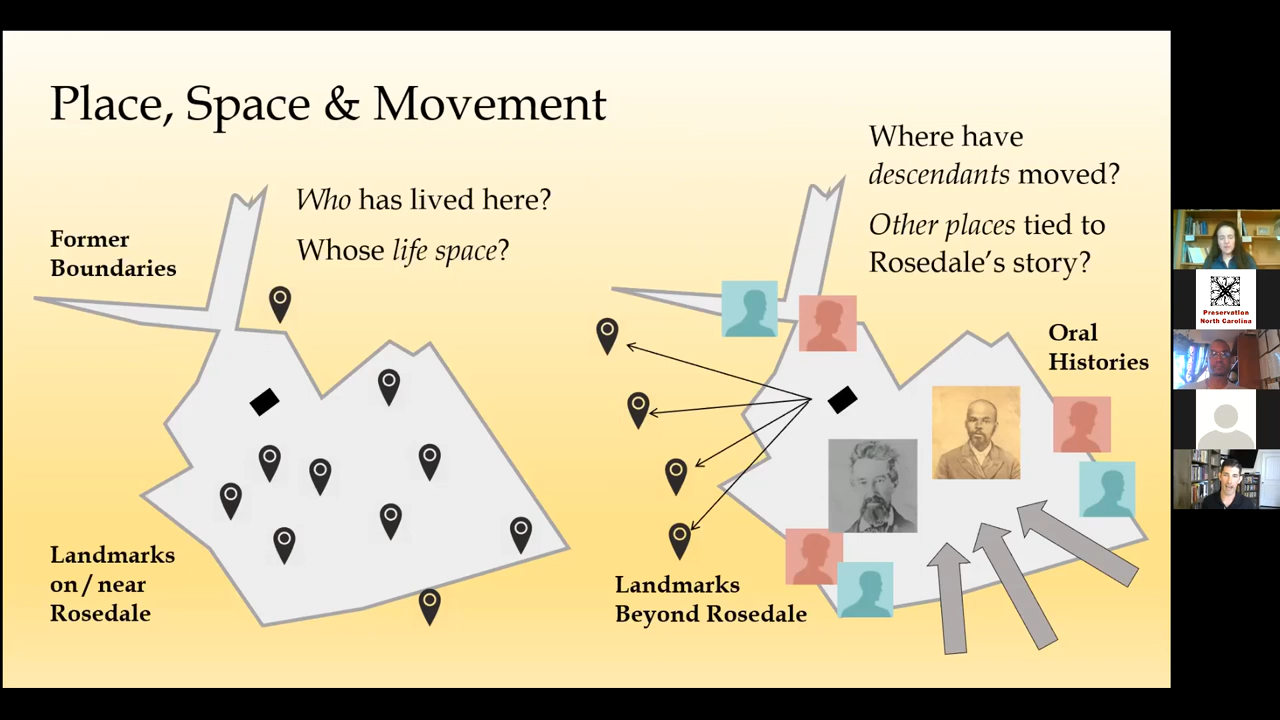 Place, Space & Movement
Who has lived here?
Whose life space?
Former
Boundaries
Landmarks
on / near
Rosedale
Where have
descendants moved?
Other places tied to
Rosedale’s story?
Oral
Histories
Landmarks
Beyond Rosedale
Preservation
North Carolina